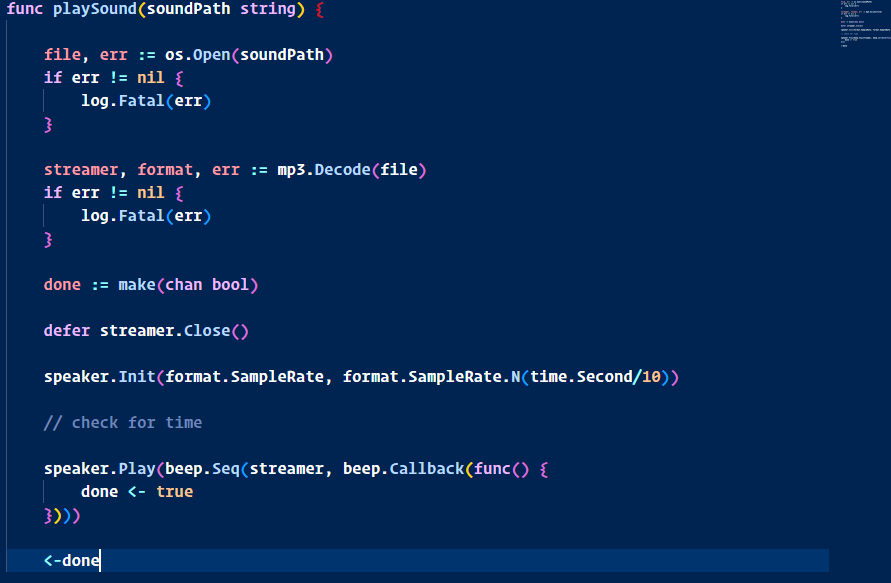 func playSound(soundPath string) {
file, err := os.Open(soundPath)
if err != nil {
log.Fatal(err)
}
streamer, format, err := mp3.Decode(file)
if err != nil {
log.Fatal(err)
}
done := make(chan bool)
defer streamer.Close()
speaker.Init(format.SampleRate, format.SampleRate.N(time.Second/10))
// check for time
speaker.Play(beep.Seq(streamer, beep.Callback(func() {
done <- true
})))
<-done